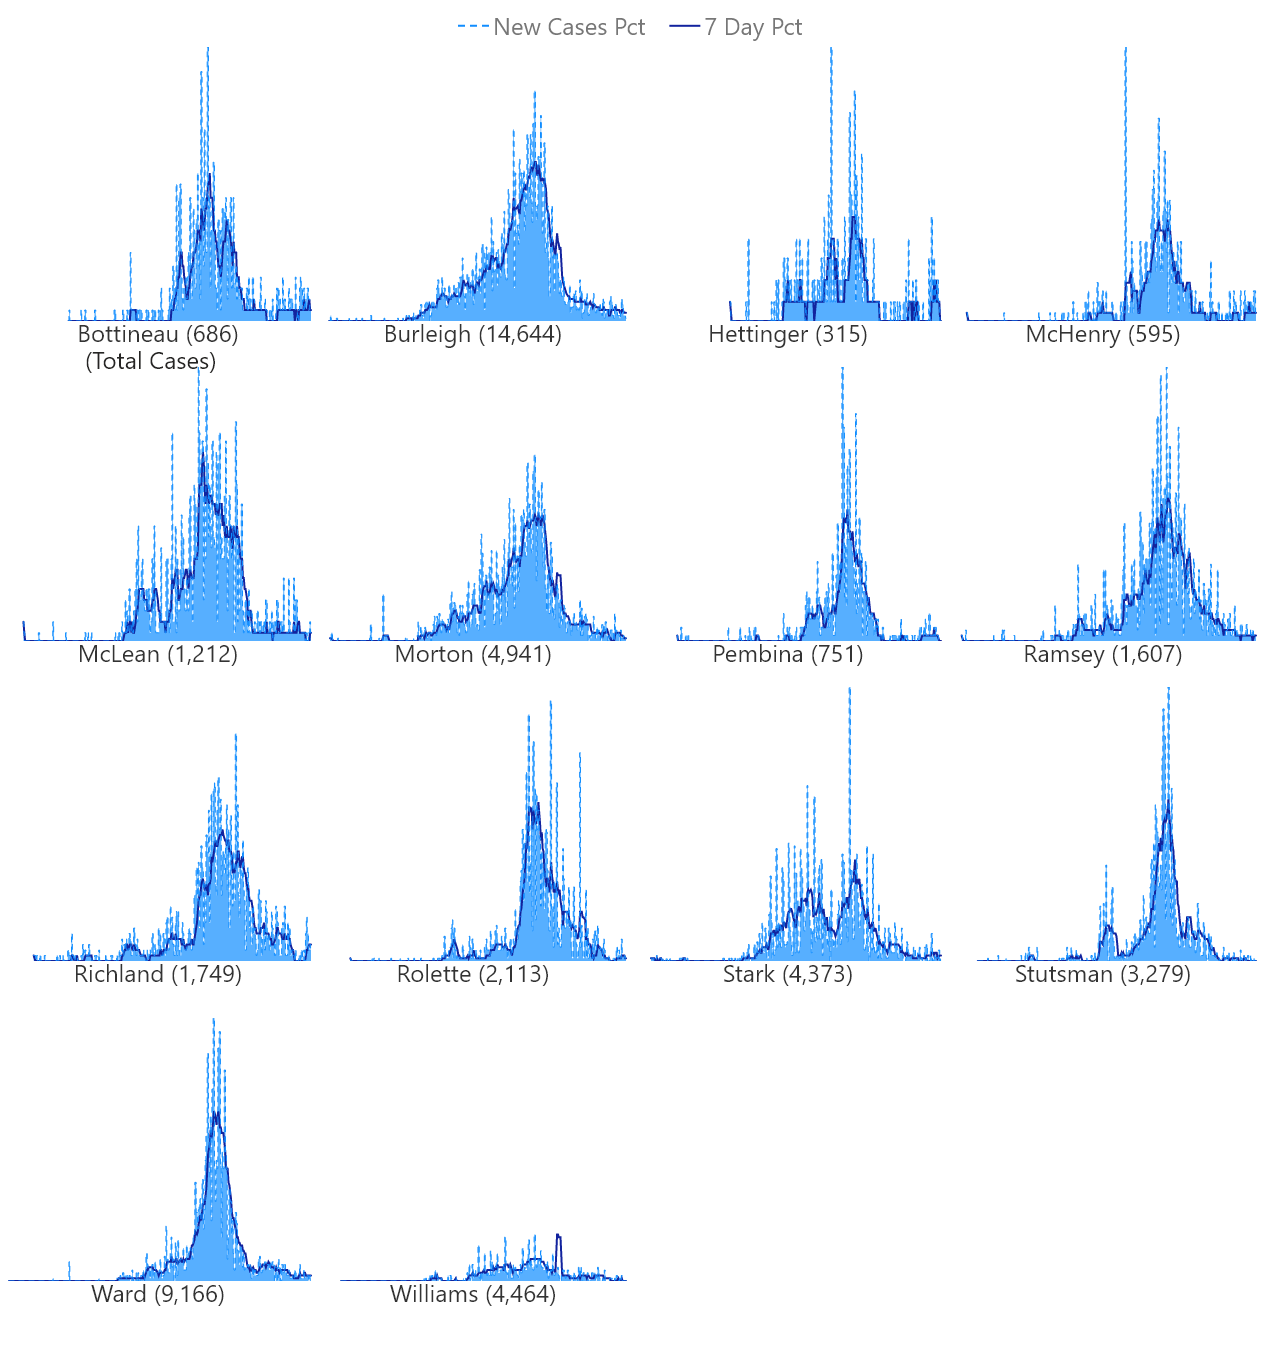 New Cases Pct 7 Day Pct
Bottineau (686)
(Total Cases)
Burleigh (14,644)
Hettinger (315)
McHenry (595)
McLean (1,212)
Morton (4,941)
Pembina (751)
Ramsey (1,607)
Richland (1,749)
Rolette (2,113)
Stark (4,373)
Stutsman (3,279)
Ward (9,166)
Williams (4,464)